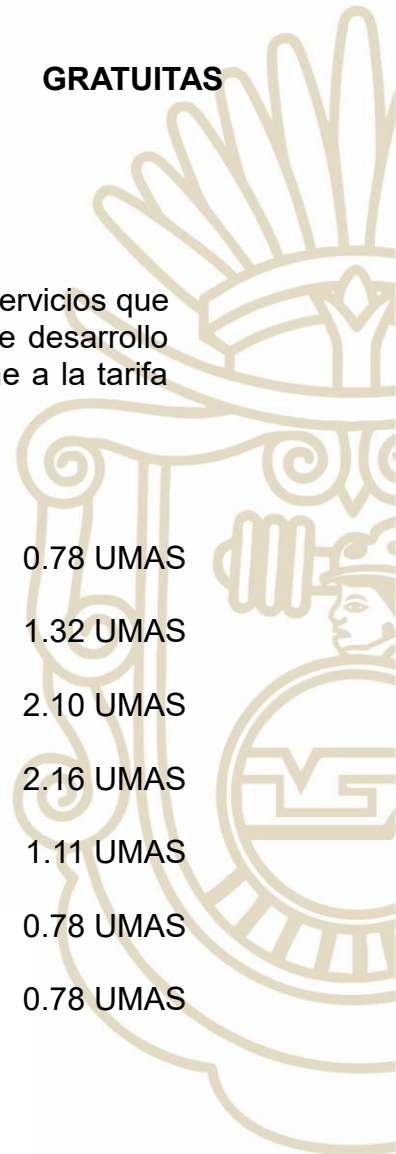 GRATUITAS
ervicios que
e desarrollo
e a la tarifa
0.78 UMAS
1.32 UMAS
2.10 UMAS
2.16 UMAS
1.11 UMAS
0.78 UMAS
0.78 UMAS